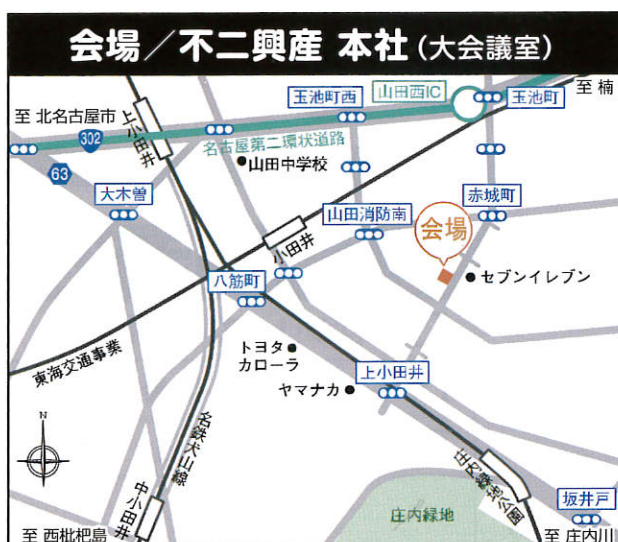 会場／不二興産 本社(大会議室)
至 楠
玉池町西
山田西IC
玉池町
至 北名古屋市
上小田井
302
名古屋第二環状道路
63
山田中学校
大木曽
山田消防南
赤城町
会場
小田井
セブンイレブン
八筋町
トヨタ
カローラ
上小田井
東海交通事業
ヤマナカ
名鉄犬山線
N
庄内緑地公園
中小田井
坂井戸
庄内緑地
至 西枇杷島
至 庄内川